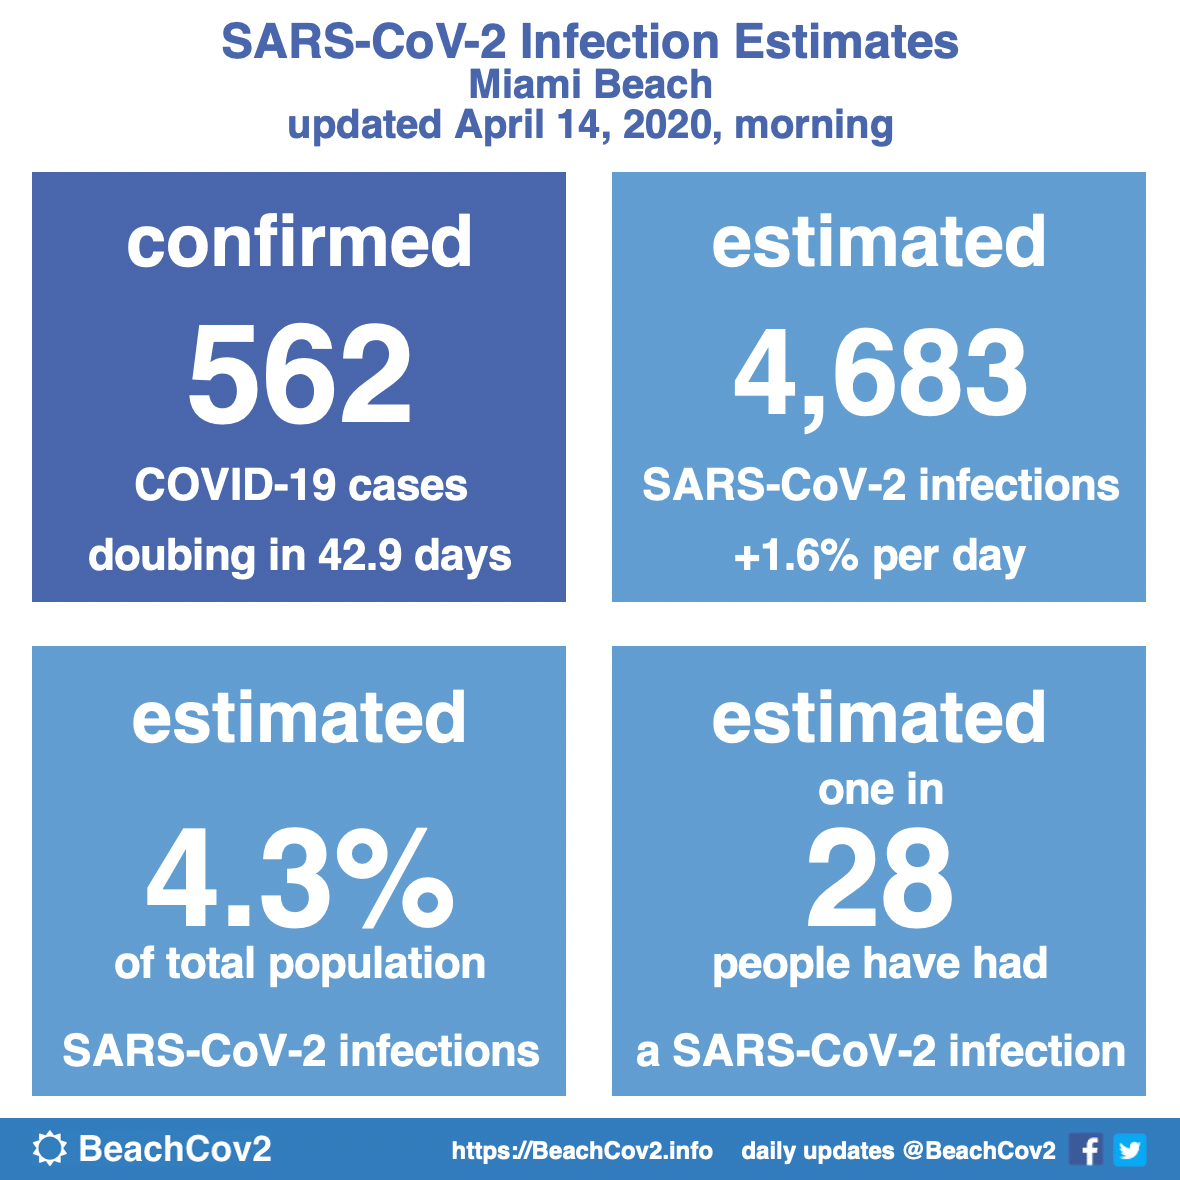 SARS-CoV-2 Infection Estimates
Miami Beach
updated April 14, 2020, morning
confirmed
562
COVID-19 cases
doubing in 42.9 days
estimated
4,683
SARS-CoV-2 infections
+1.6% per day
estimated
4.3%
of total population
SARS-CoV-2 infections
estimated
one in
28
people have had
a SARS-CoV-2 infection
BeachCov2
https://BeachCov2.info daily updates @BeachCov2